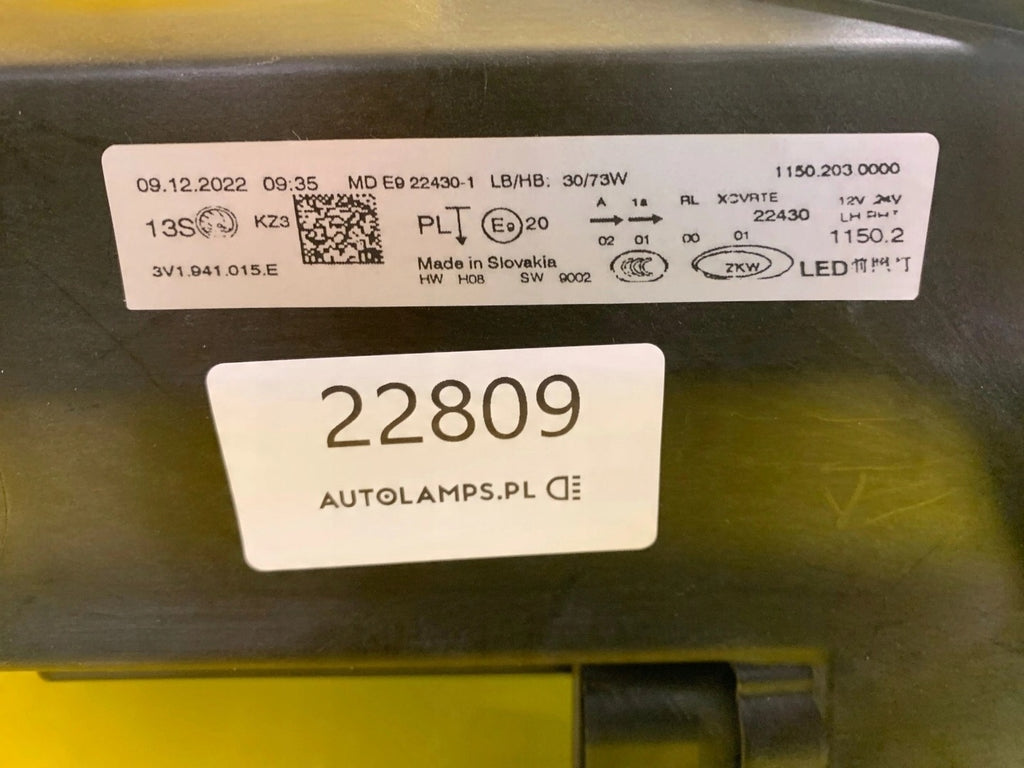 09.12.2022 09:35 MD E9 22430-1 LB/HB: 30/73W 1150.203 0000
13S KZ3 PL E9 20 A 1a RL 22430 12V 24V
02 01 00 01 1150.2
3V1.941.015.E Made in Slovakia CCC ZKW LED
HW H08 SW 9002
22809
AUTOLAMPS.PL